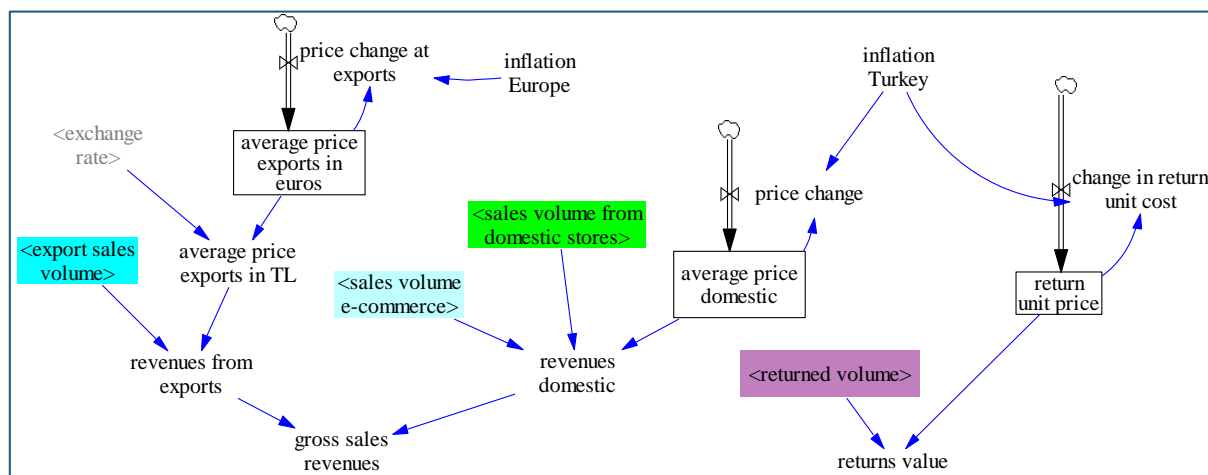 price change at
exports
inflation
Europe
inflation
Turkey
<exchange
rate>
average price
exports in
euros
price change
change in return
unit cost
<sales volume from
domestic stores>
<export sales
volume>
average price
exports in TL
<sales volume
e-commerce>
average price
domestic
return
unit price
revenues from
exports
revenues
domestic
<returned volume>
gross sales
revenues
returns value